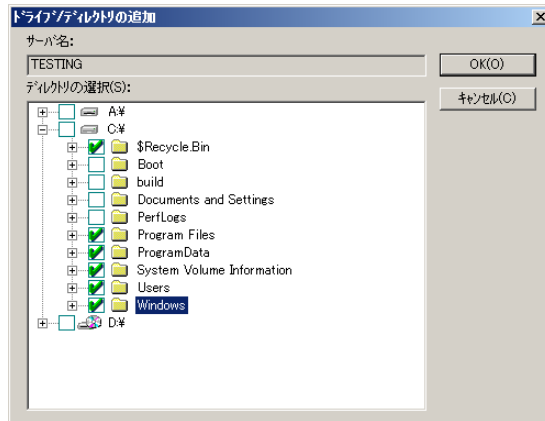 ﾄﾞﾗｲﾌﾞ/ﾃﾞｨﾚｸﾄﾘの追加
サーバ名:
TESTING
OK(O)
ﾃﾞｨﾚｸﾄﾘの選択(S):
ｷｬﾝｾﾙ(C)
A:¥
C:¥
$Recycle.Bin
Boot
build
Documents and Settings
PerfLogs
Program Files
ProgramData
System Volume Information
Users
Windows
D:¥